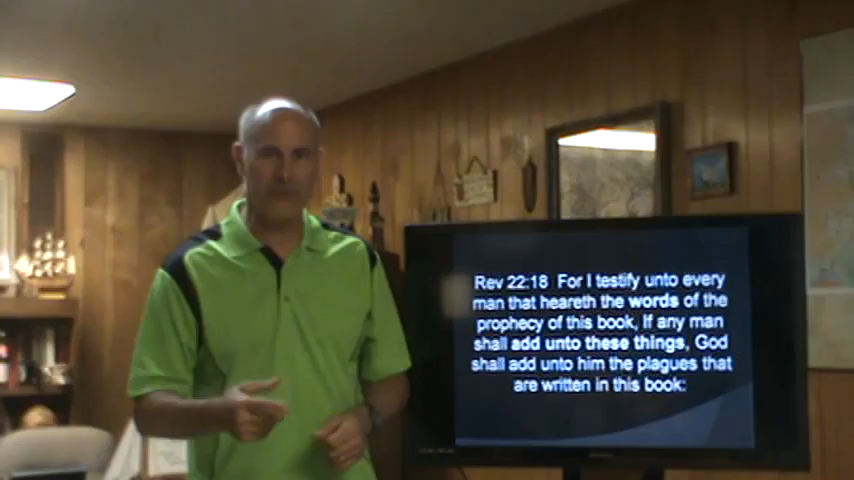 Rev 22:18 For I testify unto every
man that heareth the words of the
prophecy of this book, If any man
shall add unto these things, God
shall add unto him the plagues that
are written in this book: